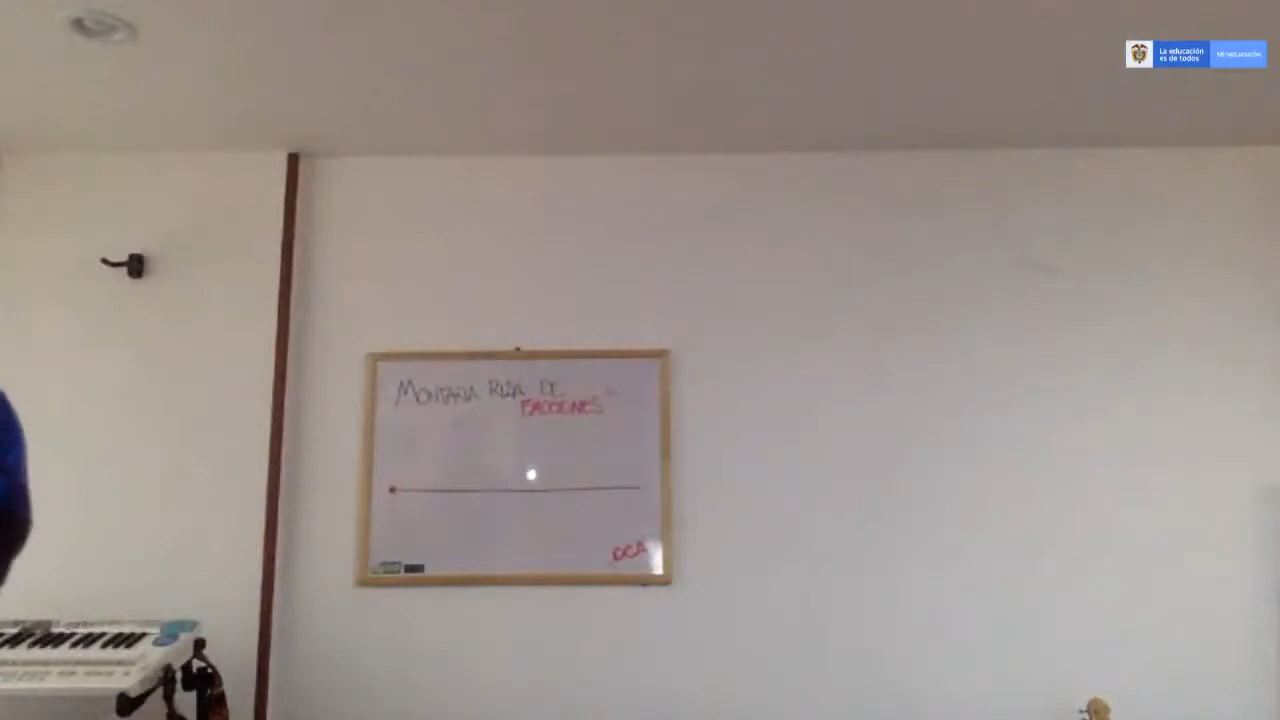 La educación
es de todos
Mineducación
MONTAÑA RUSA DE
EMOCIONES